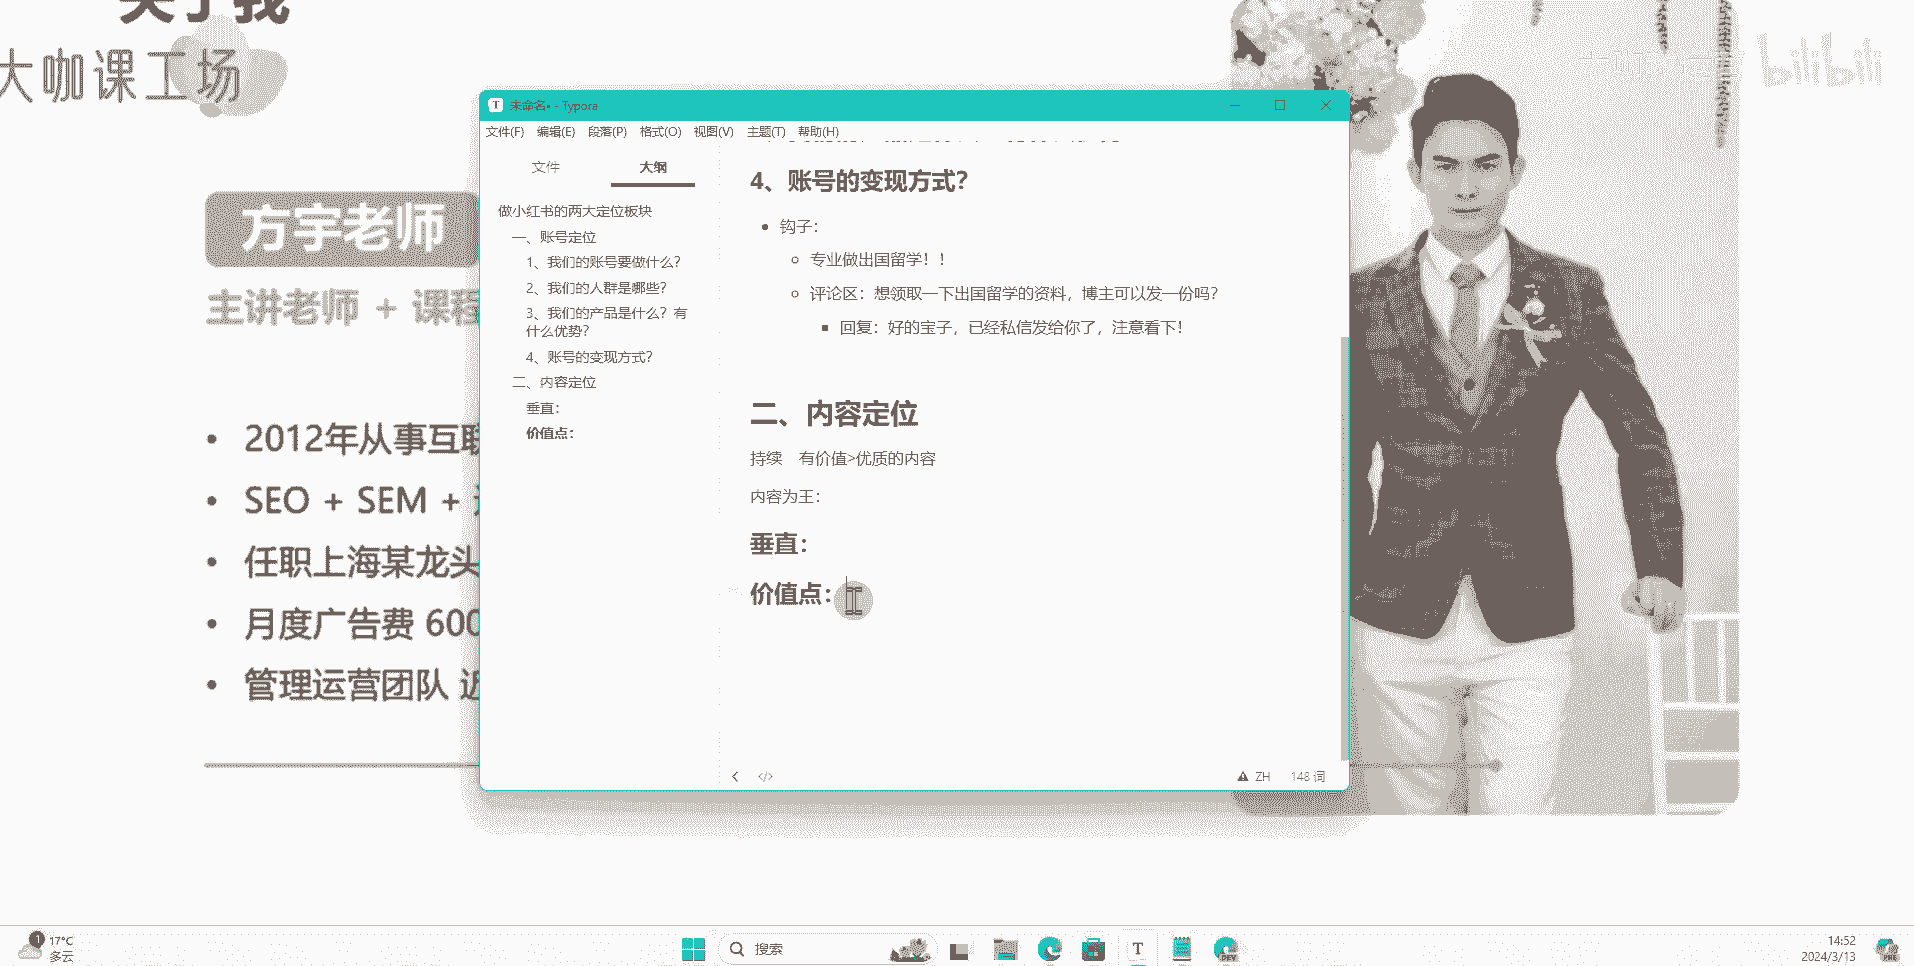 大咖课工场
bilibili
方宇老师
主讲老师 + 课程
2012年从事互联
SEO + SEM +
任职上海某龙头
月度广告费 600
管理运营团队 近
未命名• - Typora
文件(F) 编辑(E) 段落(P) 格式(O) 视图(V) 主题(T) 帮助(H)
文件 大纲
做小红书的两大定位板块
一、账号定位
1、我们的账号要做什么？
2、我们的人群是哪些？
3、我们的产品是什么？有
什么优势？
4、账号的变现方式？
二、内容定位
垂直：
价值点：
4、账号的变现方式？
钩子：
专业做出国留学！！
评论区：想领取一下出国留学的资料，博主可以发一份吗？
回复：好的宝子，已经私信发给你了，注意看下！
二、内容定位
持续 有价值>优质的内容
内容为王：
垂直：
价值点：
ZH 148 词
1
17°C
多云
搜索
T
DEV
14:52
2024/3/13
PRE